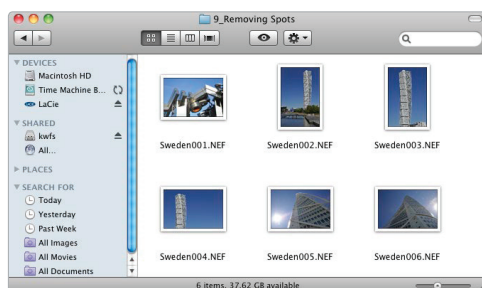 9_Removing Spots
DEVICES
Macintosh HD
Time Machine B...
LaCie
SHARED
kwfs
All...
PLACES
SEARCH FOR
Today
Yesterday
Past Week
All Images
All Movies
All Documents
Sweden001.NEF
Sweden002.NEF
Sweden003.NEF
Sweden004.NEF
Sweden005.NEF
Sweden006.NEF
6 items, 37.62 GB available